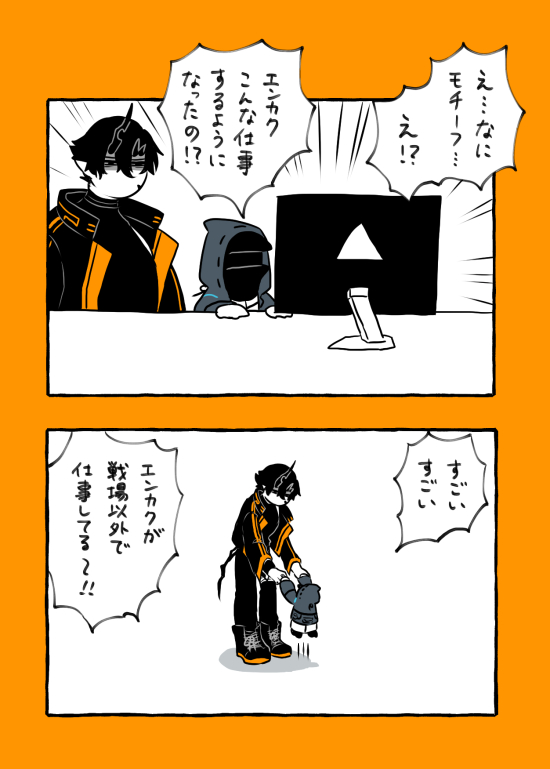 え…なに
モチーフ…
え!?
エンカク
こんな仕事
するように
なったの!?
すごい
すごい
エンカクが
戦場以外で
仕事してる～!!